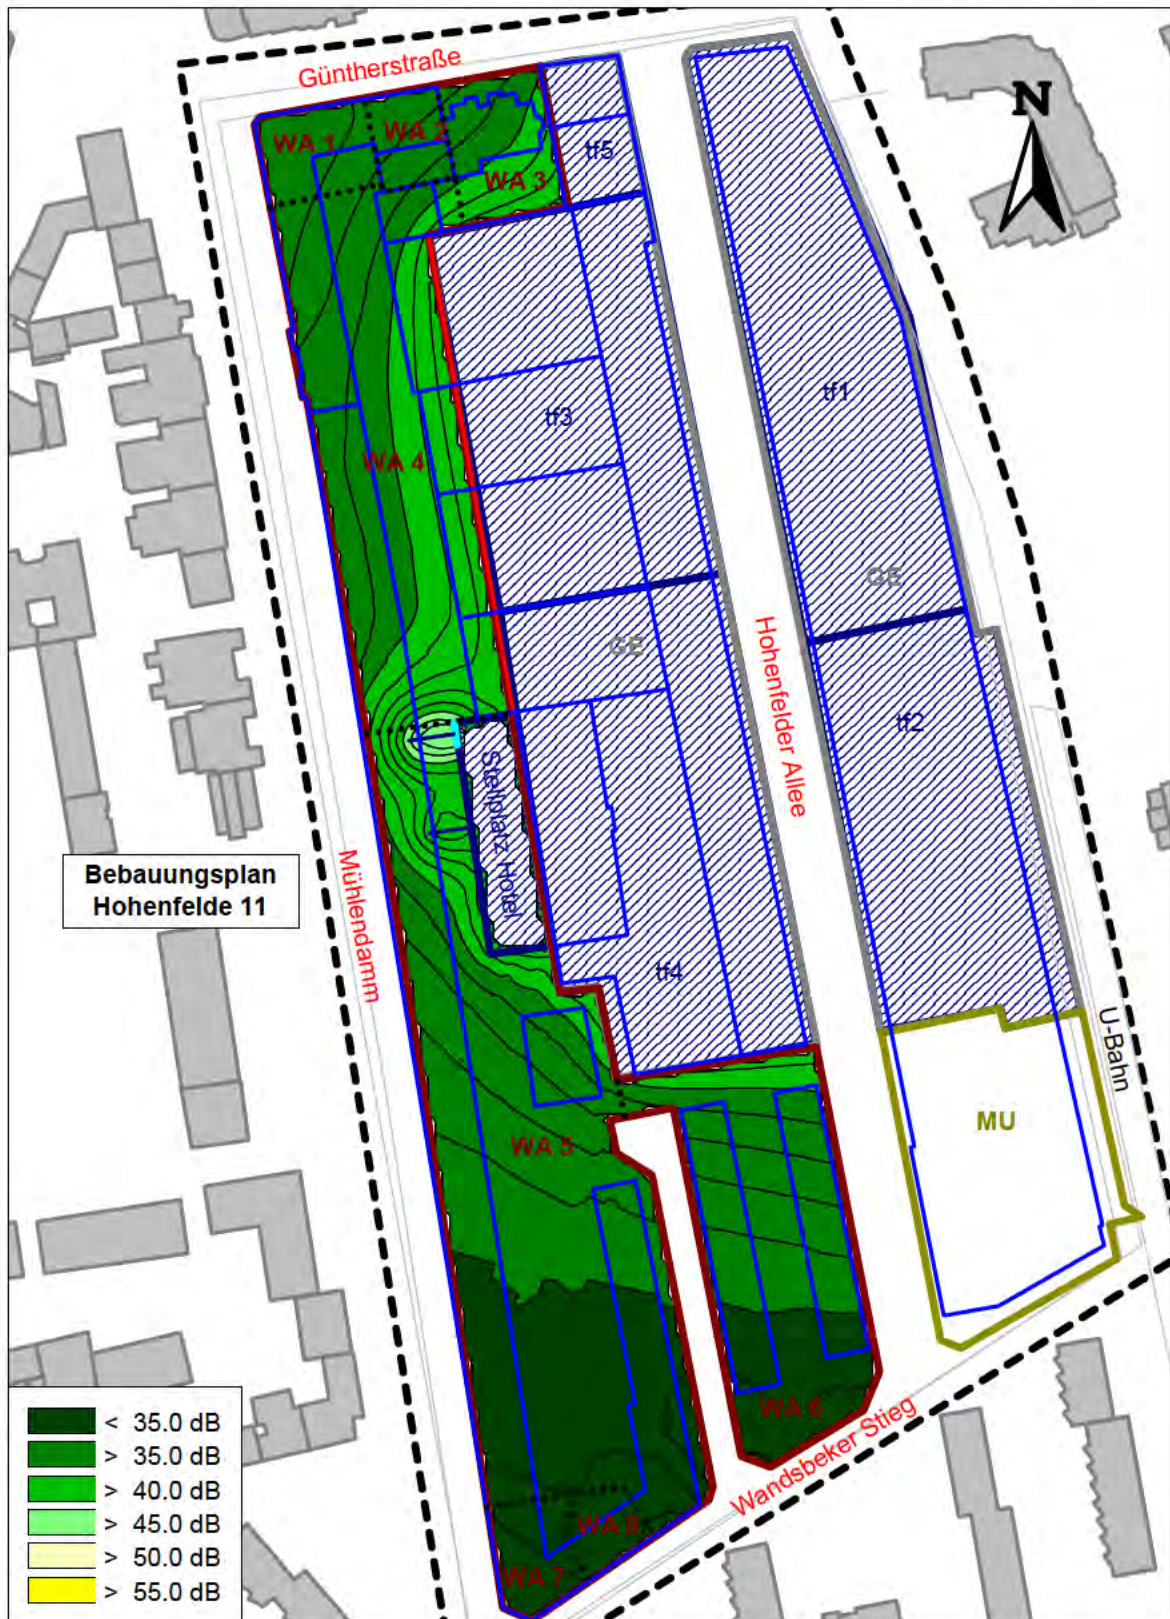 Güntherstraße
N
WA 1
WA 2
WA 3
tf5
tf1
tf3
WA 4
GE
GE
Hohenfelder Allee
tf2
Stellplatz Hotel
Bebauungsplan
Hohenfelde 11
Mühlendamm
tf4
U-Bahn
MU
WA 5
WA 6
Wandsbeker Stieg
WA 8
WA 7
< 35.0 dB
> 35.0 dB
> 40.0 dB
> 45.0 dB
> 50.0 dB
> 55.0 dB